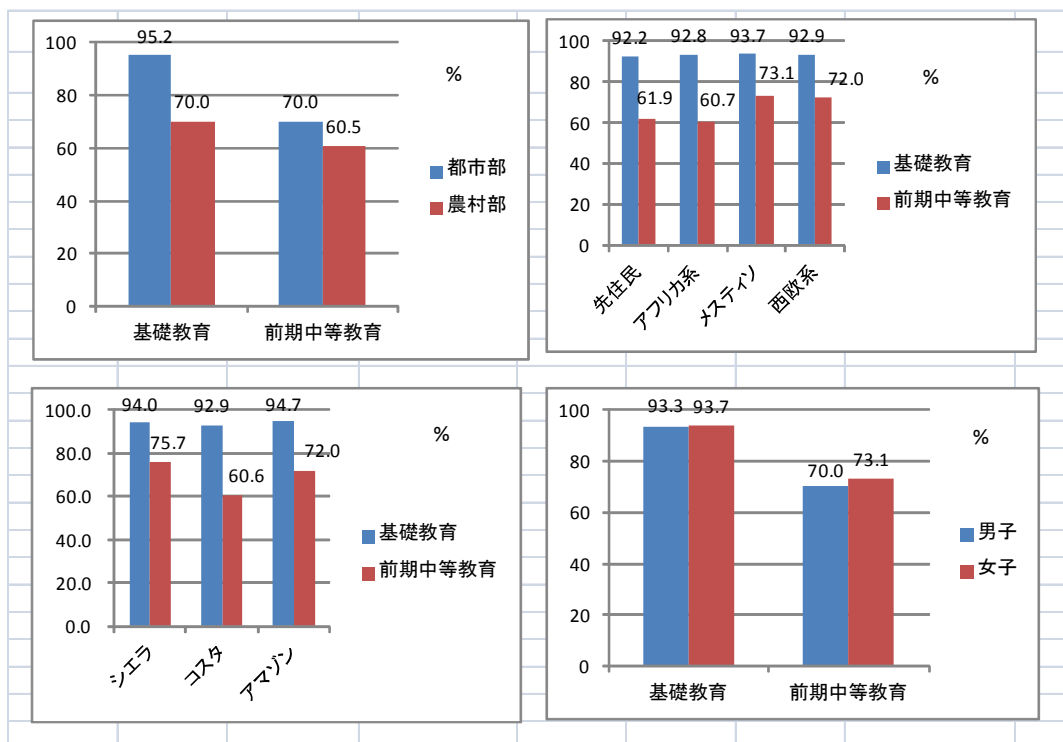 100
80
60
40
20
0
95.2
70.0
70.0
60.5
%
都市部
農村部
基礎教育
前期中等教育
100
80
60
40
20
0
92.2
92.8
93.7
92.9
61.9
60.7
73.1
72.0
%
基礎教育
前期中等教育
先住民
アフリカ系
メスティソ
西欧系
100.0
80.0
60.0
40.0
20.0
0.0
94.0
92.9
94.7
75.7
60.6
72.0
%
基礎教育
前期中等教育
シエラ
コスタ
アマゾン
100
80
60
40
20
0
93.3
93.7
70.0
73.1
%
男子
女子
基礎教育
前期中等教育